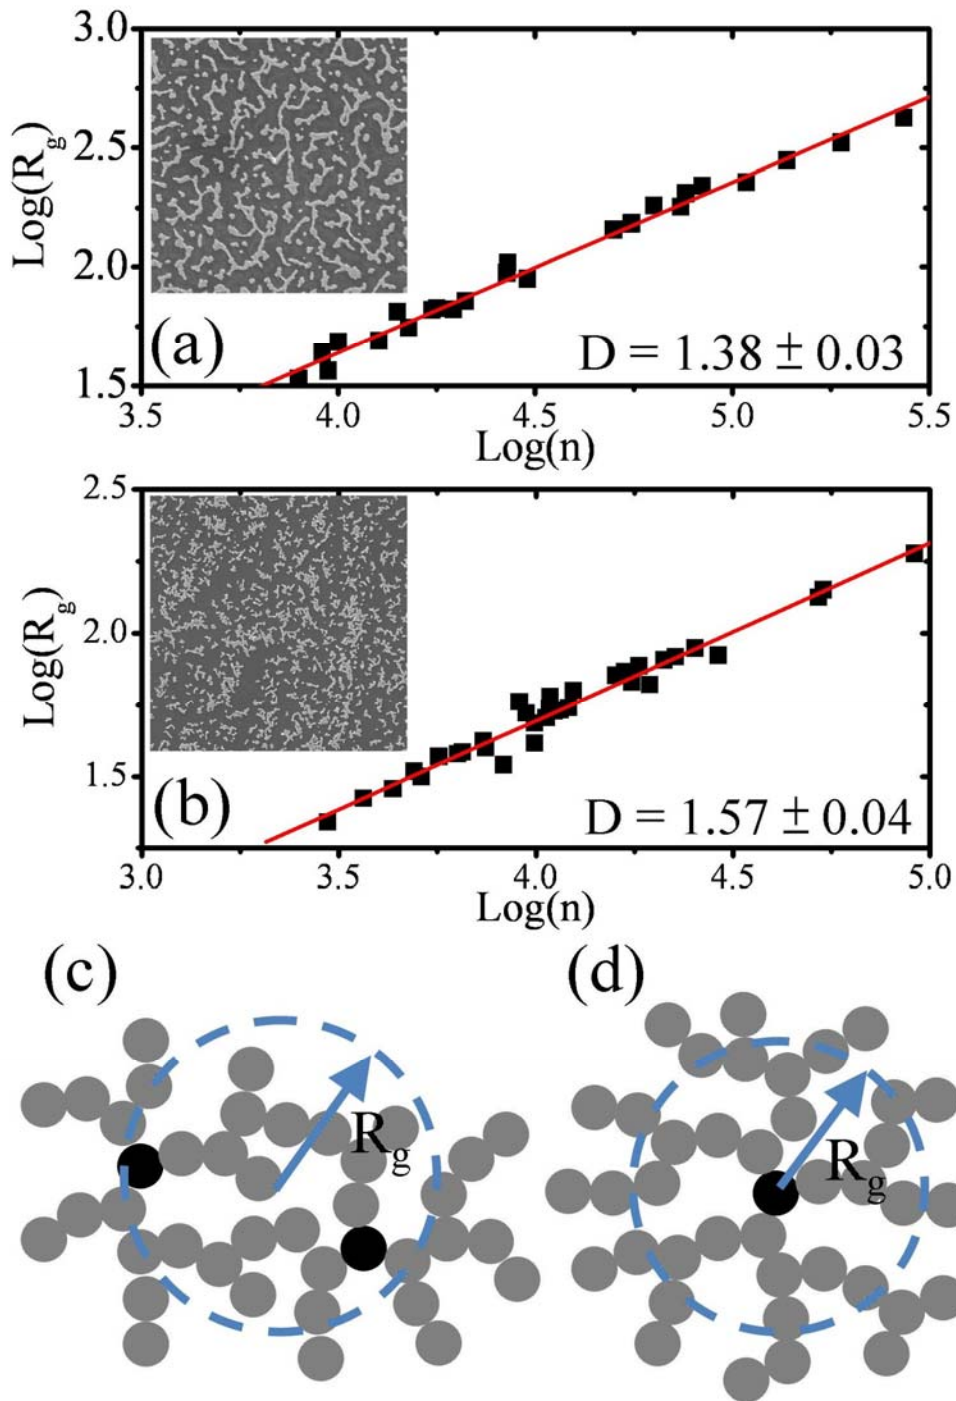 3.0
2.5
2.0
1.5
Log(R_g)
(a)
D = 1.38 ± 0.03
3.5 4.0 4.5 5.0 5.5
Log(n)
2.5
2.0
1.5
Log(R_g)
(b)
D = 1.57 ± 0.04
3.0 3.5 4.0 4.5 5.0
Log(n)
(c) (d)
R_g R_g